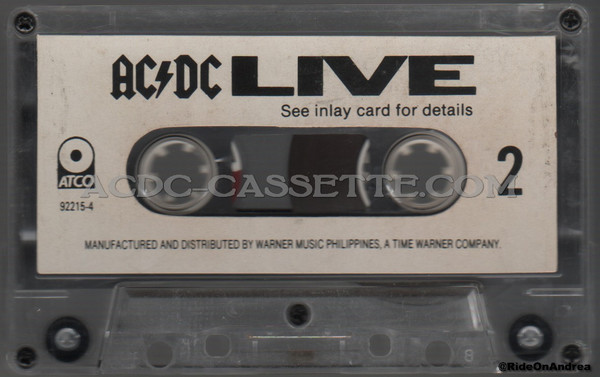 AC⚡DC LIVE
See inlay card for details
ATCO
92215-4
2
ACDC-CASSETTE.COM
MANUFACTURED AND DISTRIBUTED BY WARNER MUSIC PHILIPPINES, A TIME WARNER COMPANY.
8
@RideOnAndrea